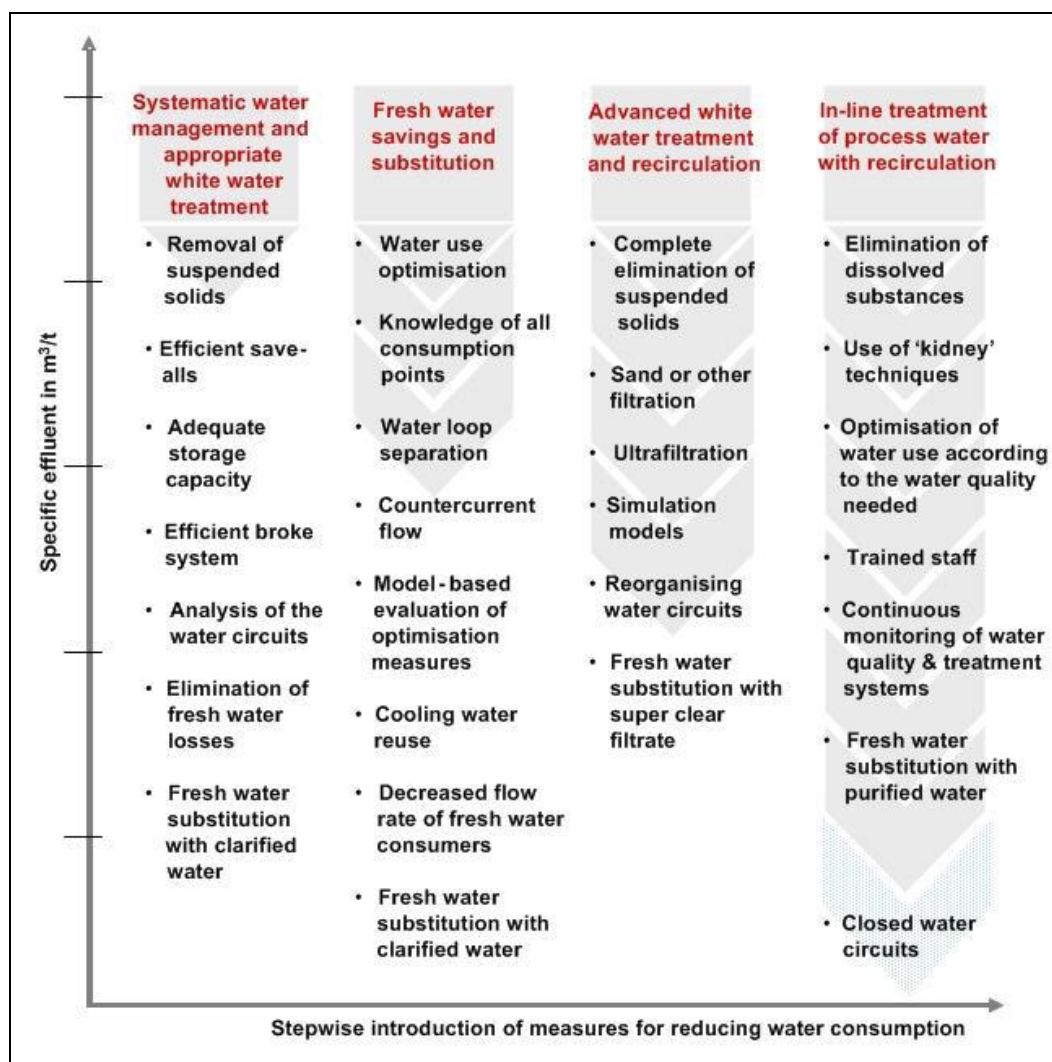 Specific effluent in m³/t
Systematic water
management and
appropriate
white water
treatment
• Removal of
suspended
solids
• Efficient save-
alls
• Adequate
storage
capacity
• Efficient broke
system
• Analysis of the
water circuits
• Elimination of
fresh water
losses
• Fresh water
substitution
with clarified
water
Fresh water
savings and
substitution
• Water use
optimisation
• Knowledge of all
consumption
points
• Water loop
separation
• Countercurrent
flow
• Model-based
evaluation of
optimisation
measures
• Cooling water
reuse
• Decreased flow
rate of fresh water
consumers
• Fresh water
substitution with
clarified water
Advanced white
water treatment
and recirculation
• Complete
elimination of
suspended
solids
• Sand or other
filtration
• Ultrafiltration
• Simulation
models
• Reorganising
water circuits
• Fresh water
substitution with
super clear
filtrate
In-line treatment
of process water
with recirculation
• Elimination of
dissolved
substances
• Use of ‘kidney’
techniques
• Optimisation of
water use according
to the water quality
needed
• Trained staff
• Continuous
monitoring of water
quality & treatment
systems
• Fresh water
substitution with
purified water
• Closed water
circuits
Stepwise introduction of measures for reducing water consumption